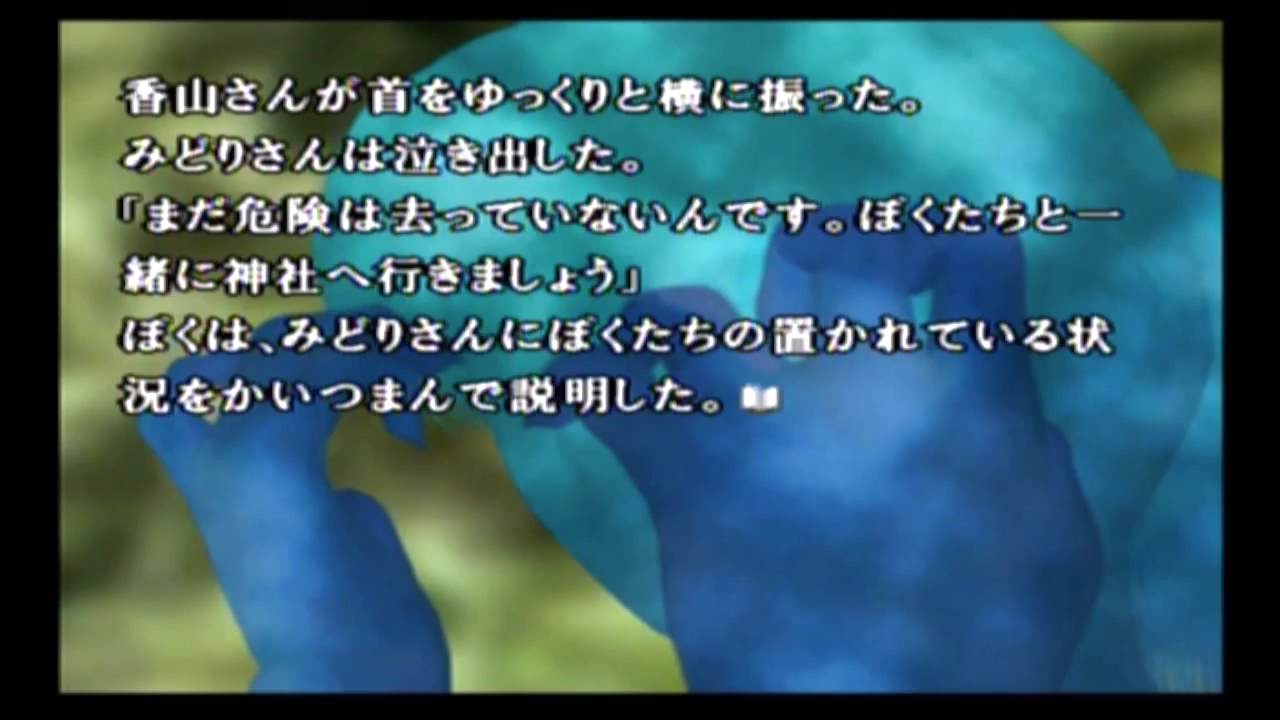 香山さんが首をゆっくりと横に振った。
みどりさんは泣き出した。
「まだ危険は去っていないんです。ぼくたちと一
緒に神社へ行きましょう」
ぼくは、みどりさんにぼくたちの置かれている状
況をかいつまんで説明した。